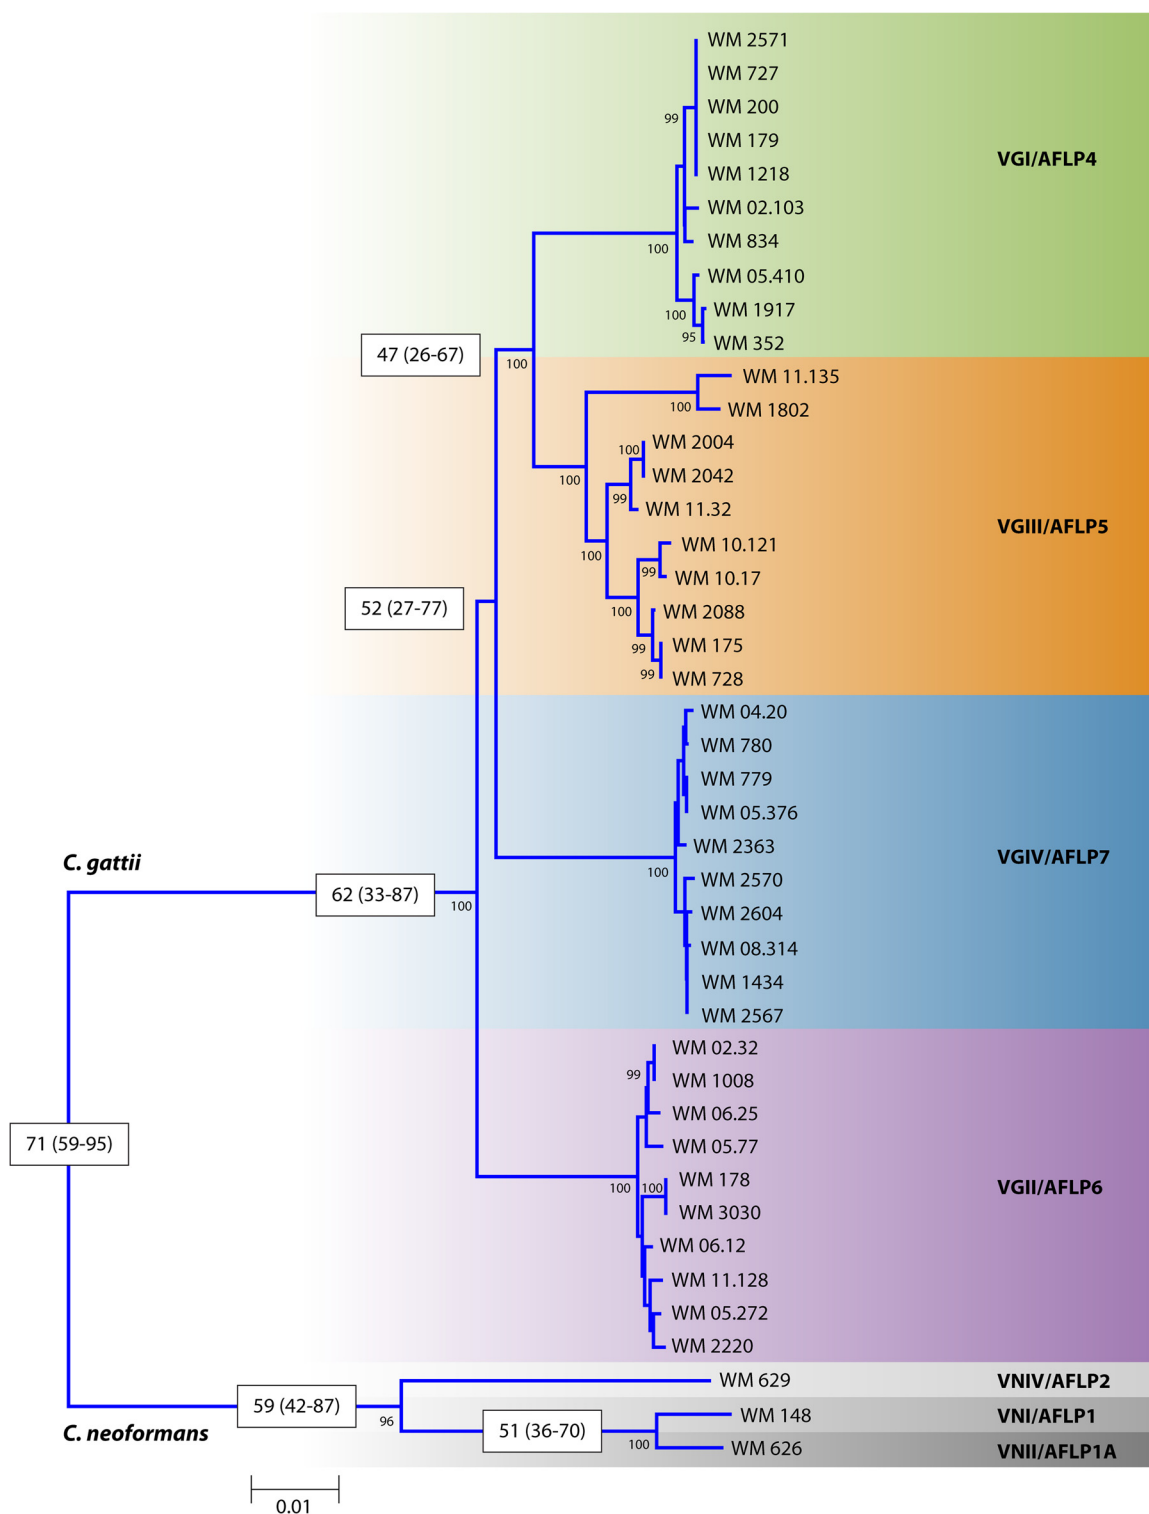 WM 2571
WM 727
WM 200
99
WM 179
VGI/AFLP4
WM 1218
WM 02.103
WM 834
100
WM 05.410
WM 1917
100
95
WM 352
47 (26-67)
100
WM 11.135
WM 1802
100
WM 2004
100
WM 2042
100
99
WM 11.32
VGIII/AFLP5
WM 10.121
100
99
WM 10.17
52 (27-77)
100
WM 2088
WM 175
99
99
WM 728
WM 04.20
WM 780
WM 779
WM 05.376
WM 2363
C. gattii
VGIV/AFLP7
100
WM 2570
62 (33-87)
100
WM 2604
WM 08.314
WM 1434
WM 2567
WM 02.32
99
WM 1008
WM 06.25
71 (59-95)
WM 05.77
WM 178
100
100
VGII/AFLP6
WM 3030
WM 06.12
WM 11.128
WM 05.272
WM 2220
WM 629
VNIV/AFLP2
59 (42-87)
96
WM 148
VNI/AFLP1
C. neoformans
51 (36-70)
100
WM 626
VNII/AFLP1A
0.01